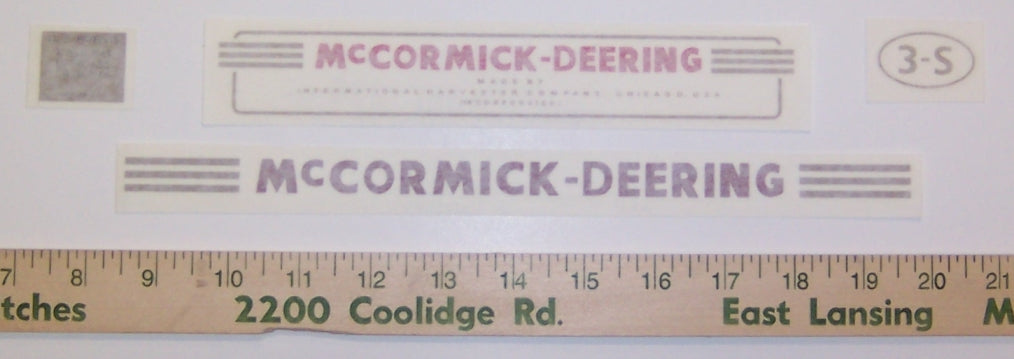 McCORMICK-DEERING
MADE BY
INTERNATIONAL HARVESTER COMPANY, CHICAGO, USA
INCORPORATED
3-S
McCORMICK-DEERING
7 8 9 10 11 12 13 14 15 16 17 18 19 20 21
tches 2200 Coolidge Rd. East Lansing M